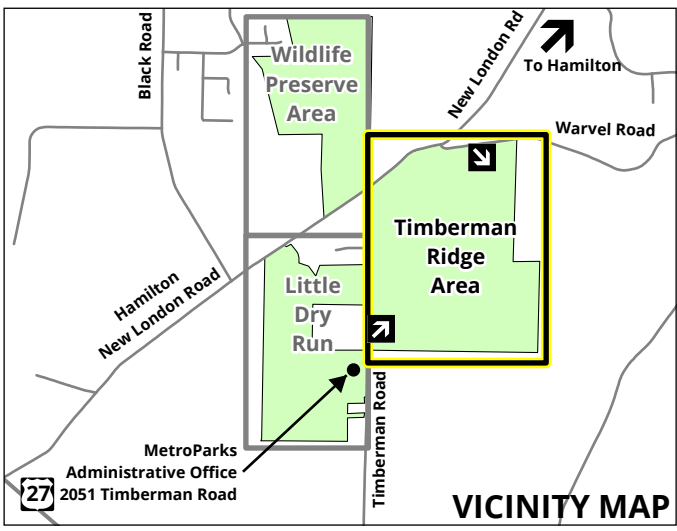 Black Road
Wildlife
Preserve
Area
New London Rd
To Hamilton
Warvel Road
Timberman
Ridge
Area
Hamilton
New London Road
Little
Dry
Run
Timberman Road
MetroParks
Administrative Office
2051 Timberman Road
27
VICINITY MAP